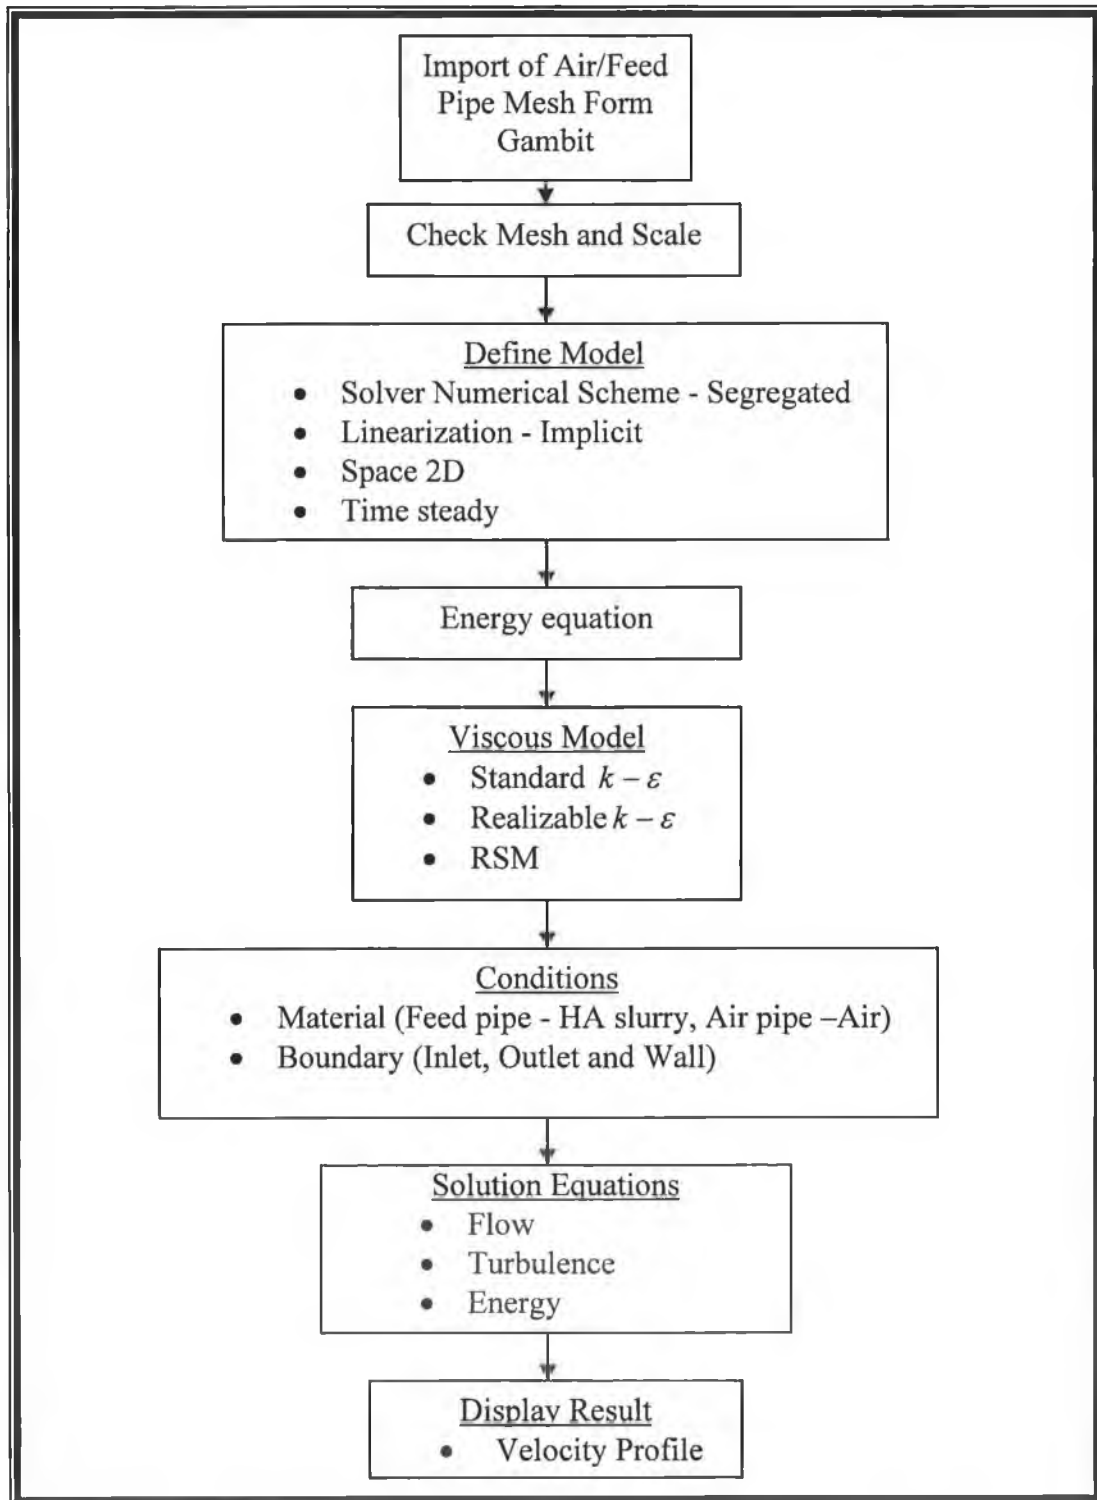 Import of Air/Feed
Pipe Mesh Form
Gambit
Check Mesh and Scale
Define Model
• Solver Numerical Scheme - Segregated
• Linearization - Implicit
• Space 2D
• Time steady
Energy equation
Viscous Model
• Standard k – ε
• Realizable k – ε
• RSM
Conditions
• Material (Feed pipe - HA slurry, Air pipe –Air)
• Boundary (Inlet, Outlet and Wall)
Solution Equations
• Flow
• Turbulence
• Energy
Display Result
• Velocity Profile